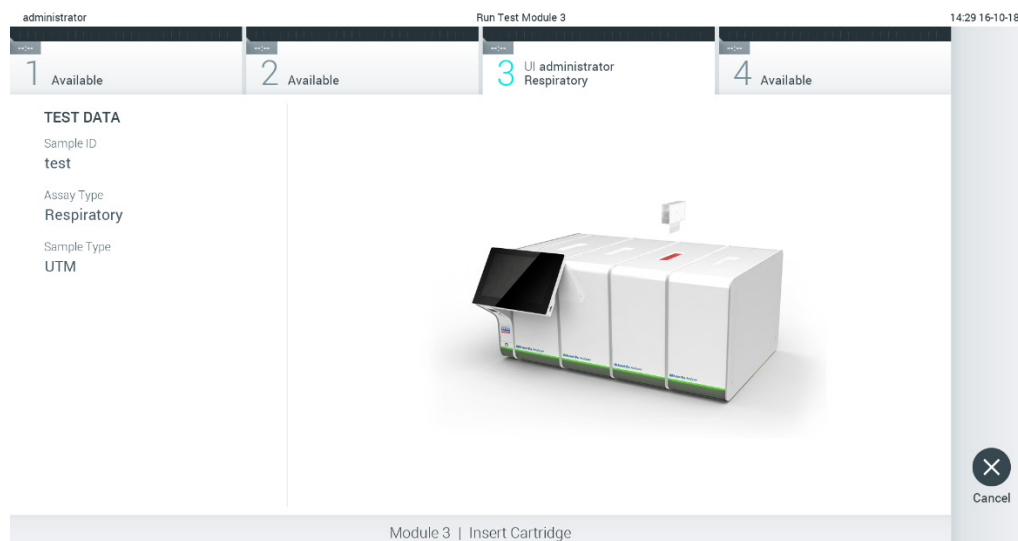 administrator
Run Test Module 3
14:29 16-10-18
--:--
1 Available
--:--
2 Available
--:--
3 UI administrator
Respiratory
--:--
4 Available
TEST DATA
Sample ID
test
Assay Type
Respiratory
Sample Type
UTM
Cancel
Module 3 | Insert Cartridge